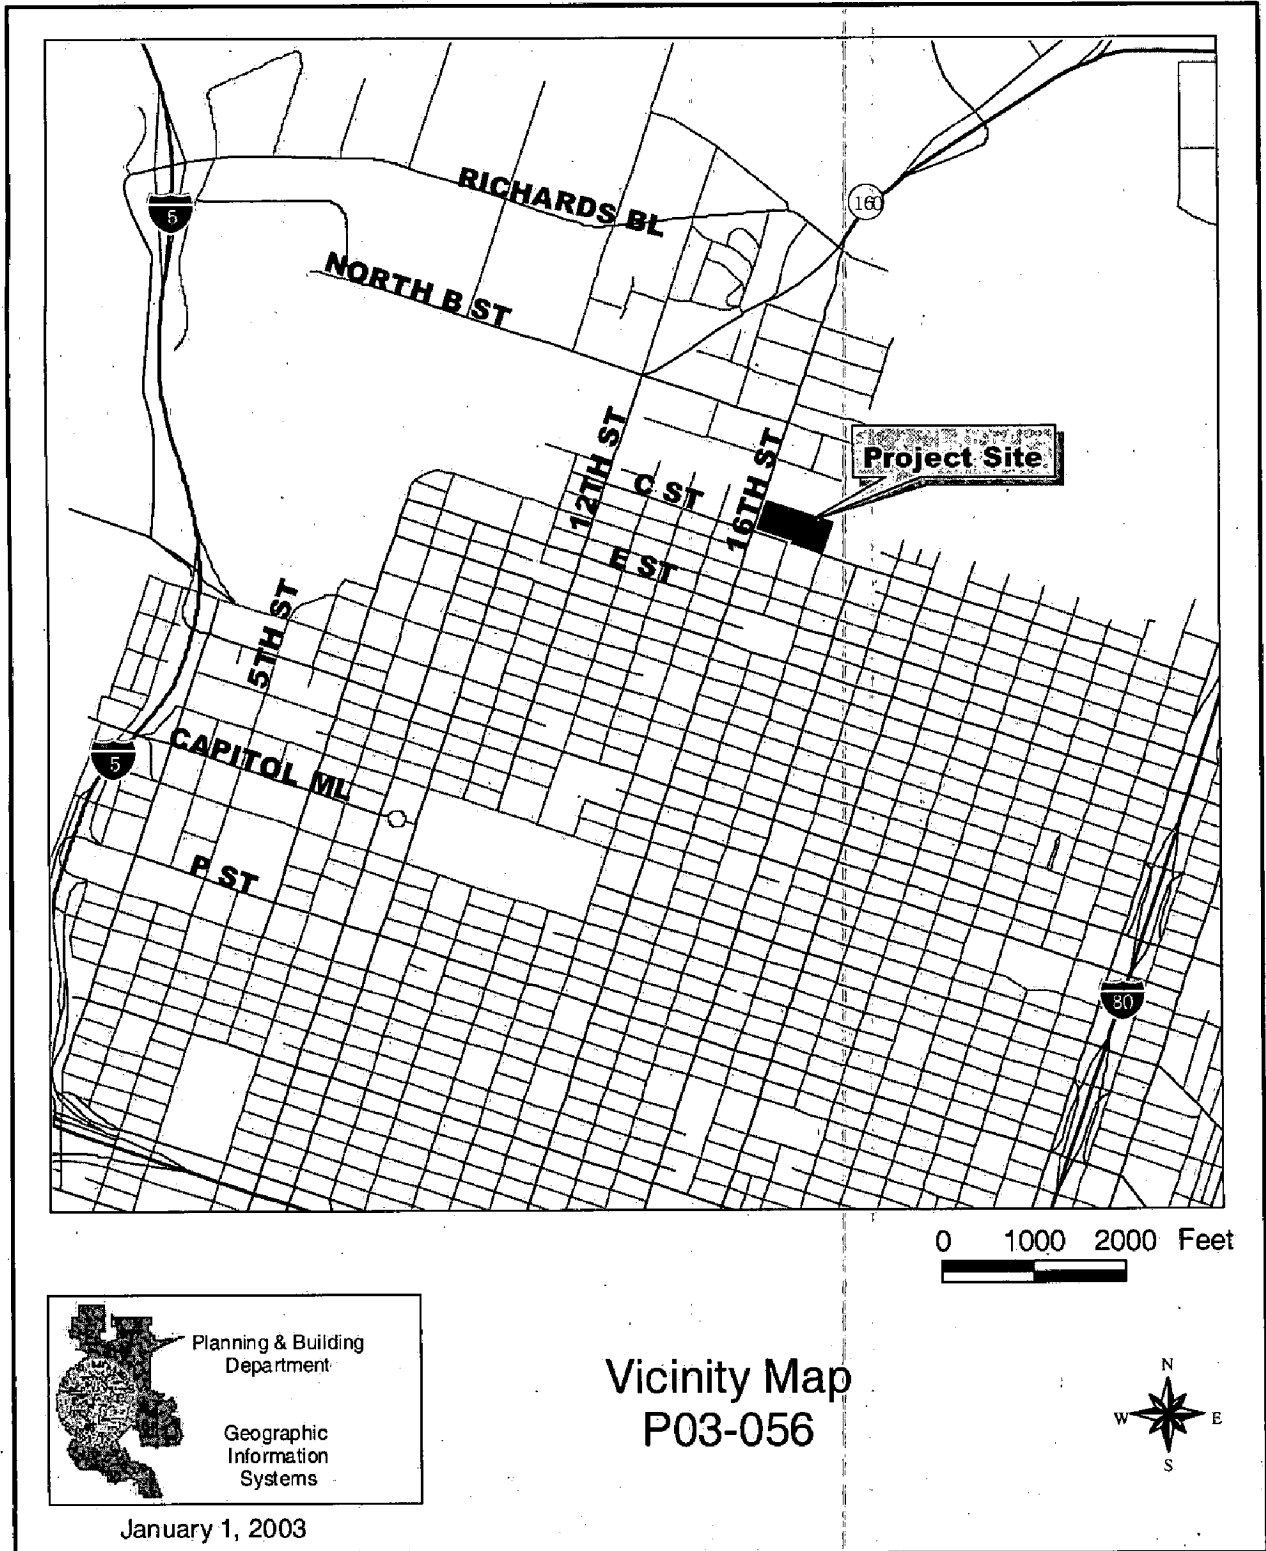 RICHARDS BL
5
160
NORTH B ST
12TH ST
16TH ST
Project Site
C ST
E ST
5TH ST
CAPITOL ML
5
P ST
80
0 1000 2000 Feet
Planning & Building
Department
Geographic
Information
Systems
January 1, 2003
Vicinity Map
P03-056
N
W E
S